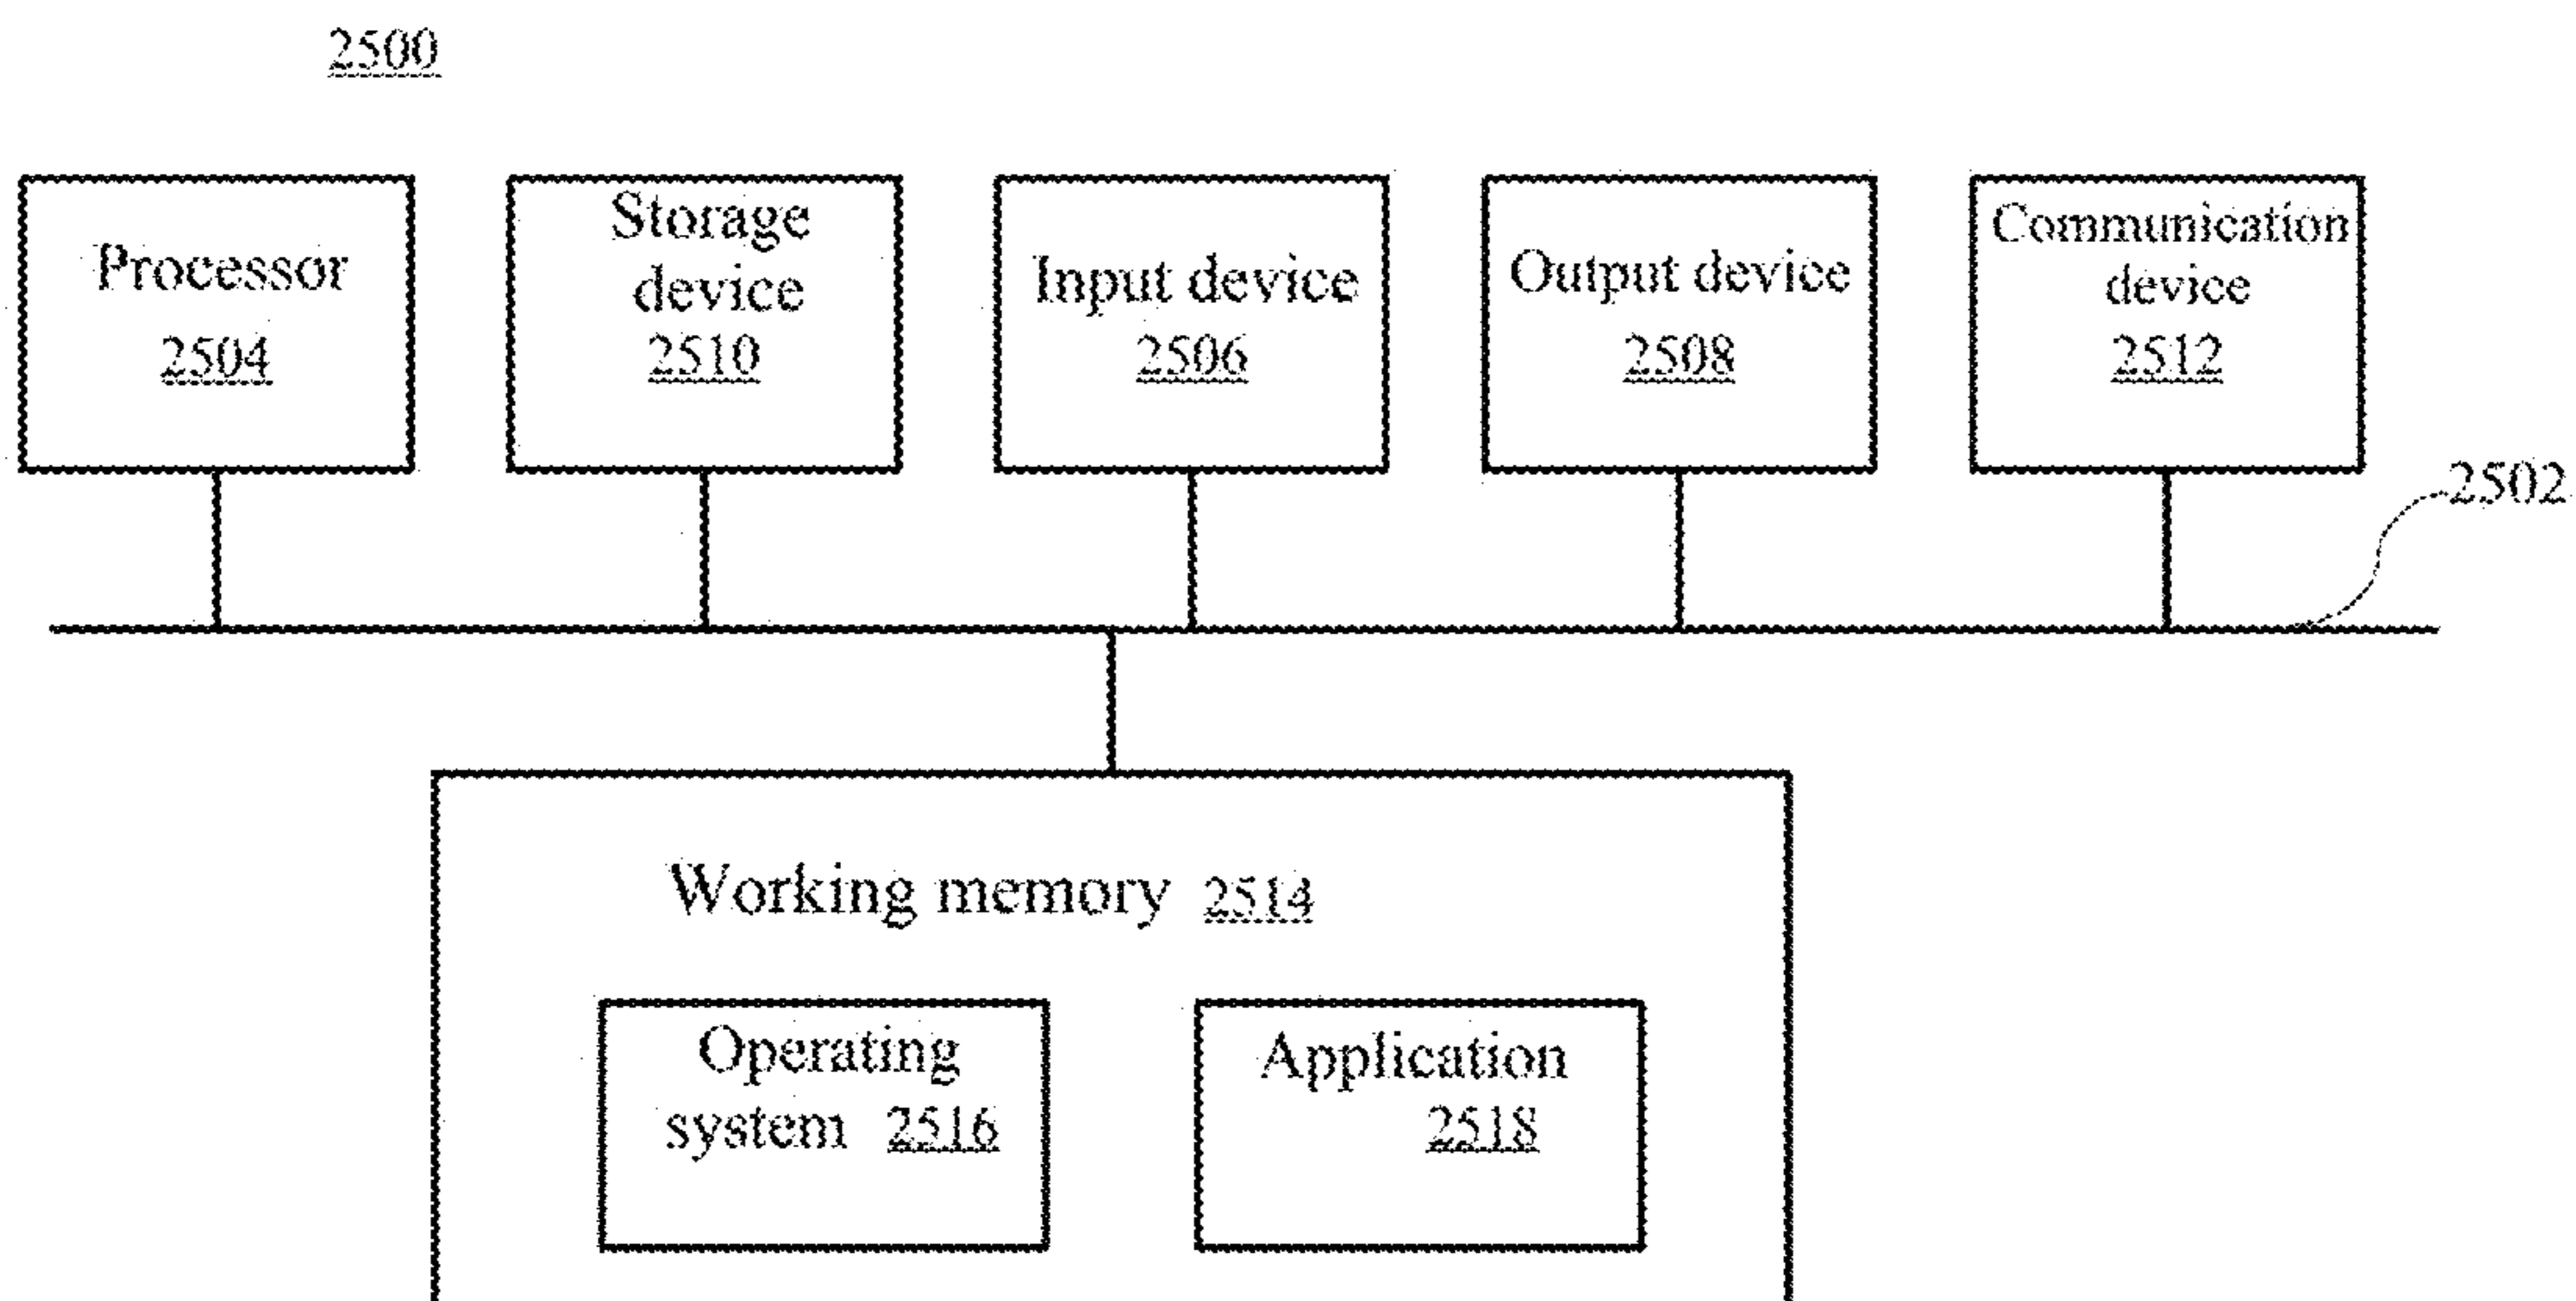 2500
Processor
2504
Storage
device
2510
Input device
2506
Output device
2508
Communication
device
2512
2502
Working memory 2514
Operating
system 2516
Application
2518